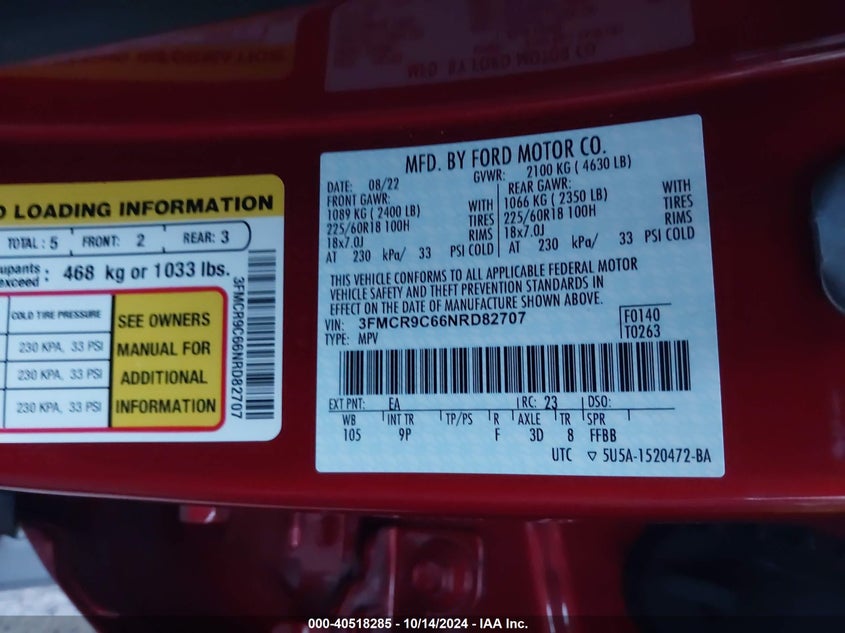 MFD. BY FORD MOTOR CO.
DATE: 08/22
GVWR: 2100 KG ( 4630 LB)
FRONT GAWR:
1089 KG ( 2400 LB) WITH
225/60R18 100H TIRES
18x7.0J RIMS
AT 230 kPa/ 33 PSI COLD
REAR GAWR:
1066 KG ( 2350 LB) WITH
225/60R18 100H TIRES
18x7.0J RIMS
AT 230 kPa/ 33 PSI COLD
THIS VEHICLE CONFORMS TO ALL APPLICABLE FEDERAL MOTOR
VEHICLE SAFETY AND THEFT PREVENTION STANDARDS IN
EFFECT ON THE DATE OF MANUFACTURE SHOWN ABOVE.
VIN: 3FMCR9C66NRD82707
TYPE: MPV
F0140
T0263
EXT PNT: EA RC: 23 DSO:
WB INT TR TP/PS R AXLE TR SPR
105 9P F 3D 8 FFBB
UTC ▽ 5U5A-1520472-BA
LOADING INFORMATION
TOTAL : 5 FRONT: 2 REAR: 3
468 kg or 1033 lbs.
COLD TIRE PRESSURE
230 KPA, 33 PSI
230 KPA, 33 PSI
230 KPA, 33 PSI
SEE OWNERS
MANUAL FOR
ADDITIONAL
INFORMATION
3FMCR9C66NRD82707
MFD. BY FORD MOTOR CO.
000-40518285 - 10/14/2024 - IAA Inc.